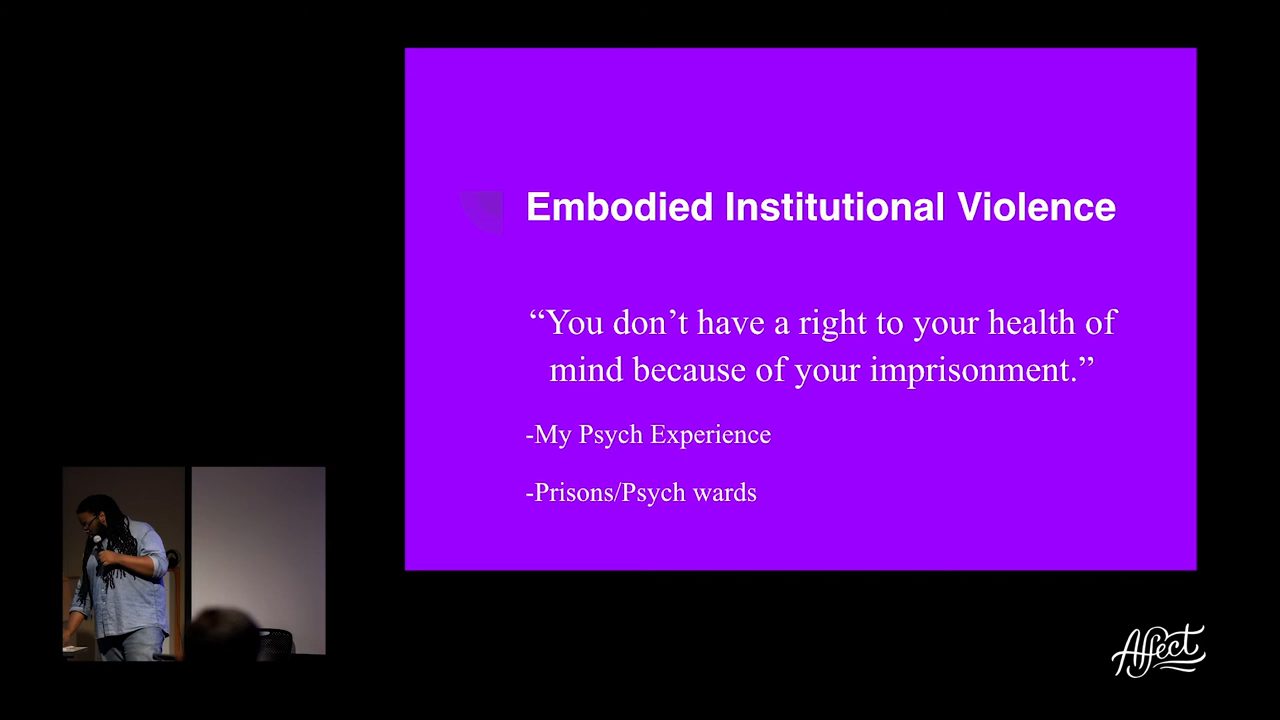 Embodied Institutional Violence
“You don’t have a right to your health of
mind because of your imprisonment.”
-My Psych Experience
-Prisons/Psych wards
Affect